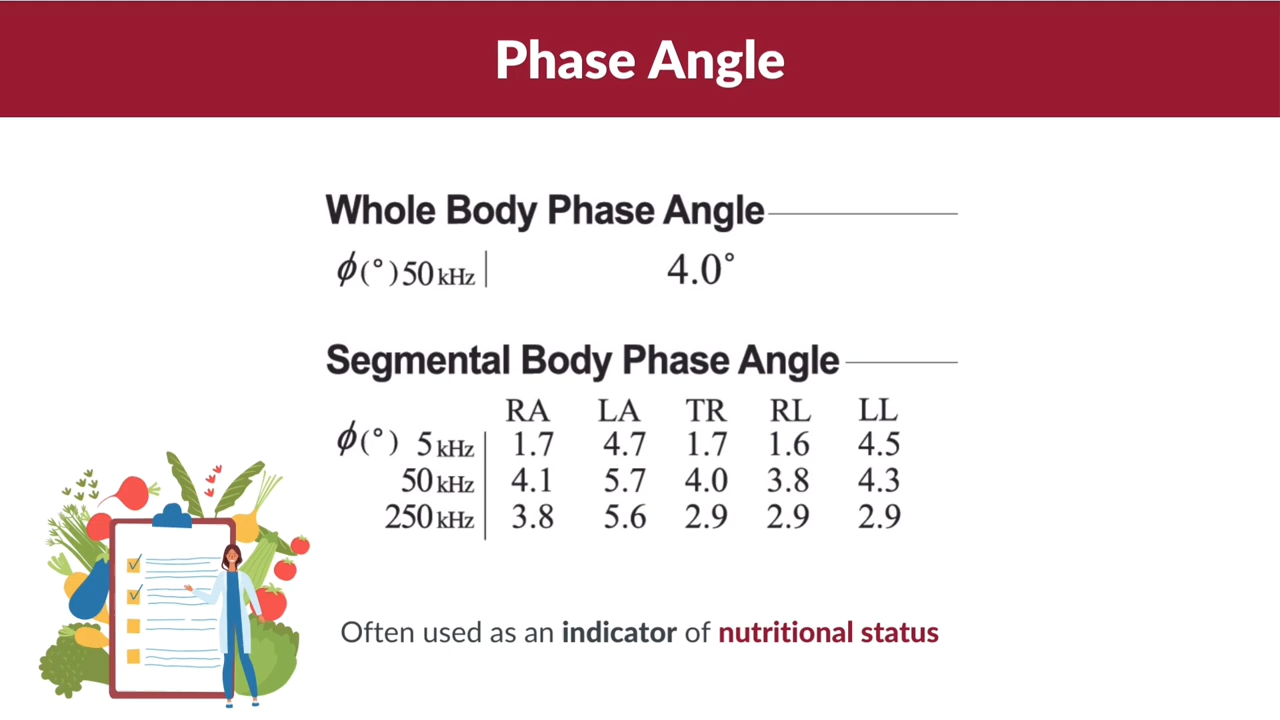 Phase Angle
Whole Body Phase Angle
ϕ(°) 50 kHz | 4.0°
Segmental Body Phase Angle
RA LA TR RL LL
ϕ(°) 5 kHz | 1.7 4.7 1.7 1.6 4.5
50 kHz | 4.1 5.7 4.0 3.8 4.3
250 kHz | 3.8 5.6 2.9 2.9 2.9
Often used as an indicator of nutritional status